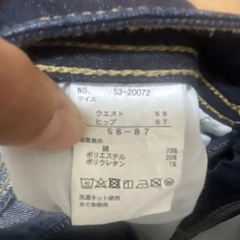 NO. 53-20072
サイズ
ウエスト 58
ヒップ 87
58-87
綿 79%
ポリエステル 20%
ポリウレタン 1%
洗濯ネット使用